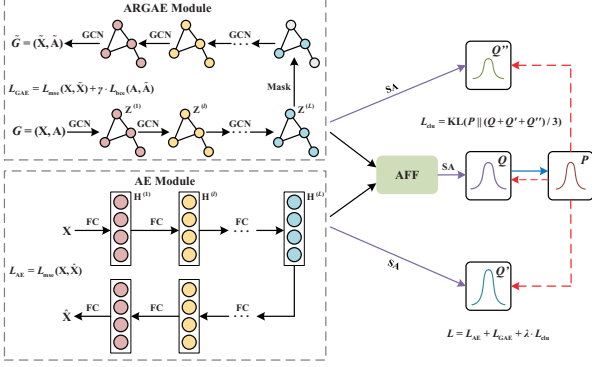 ARGAE Module
G̃ = (X̃, Ã) GCN GCN ··· GCN
L_GAE = L_mse(X, X̃) + γ · L_bce(A, Ã)
Mask
Z^(1) Z^(l) Z^(L)
G = (X, A) GCN GCN ··· GCN
AE Module
H^(1) H^(l) H^(L)
X FC FC FC ···
L_AE = L_mse(X, X̂)
X̂ FC FC FC ···
SA
AFF
SA
SA
Q''
L_clu = KL(P || (Q + Q' + Q'') / 3)
Q
P
Q'
L = L_AE + L_GAE + λ · L_clu